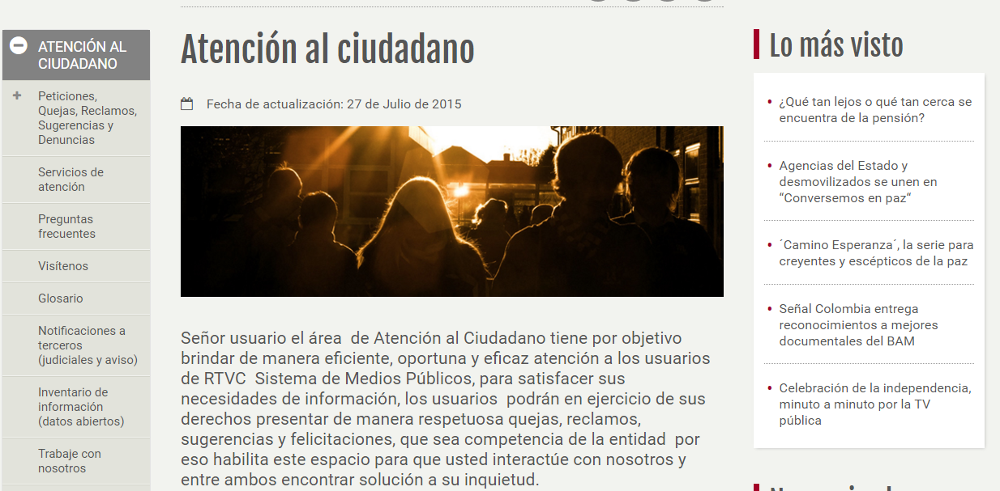 ATENCIÓN AL
CIUDADANO
Peticiones,
Quejas, Reclamos,
Sugerencias y
Denuncias
Servicios de
atención
Preguntas
frecuentes
Visítenos
Glosario
Notificaciones a
terceros
(judiciales y aviso)
Inventario de
información
(datos abiertos)
Trabaje con
nosotros
Atención al ciudadano
Fecha de actualización: 27 de Julio de 2015
Señor usuario el área  de Atención al Ciudadano tiene por objetivo
brindar de manera eficiente, oportuna y eficaz atención a los usuarios
de RTVC  Sistema de Medios Públicos, para satisfacer sus
necesidades de información, los usuarios  podrán en ejercicio de sus
derechos presentar de manera respetuosa quejas, reclamos,
sugerencias y felicitaciones, que sea competencia de la entidad  por
eso habilita este espacio para que usted interactúe con nosotros y
entre ambos encontrar solución a su inquietud.
Lo más visto
¿Qué tan lejos o qué tan cerca se
encuentra de la pensión?
Agencias del Estado y
desmovilizados se unen en
“Conversemos en paz“
´Camino Esperanza´, la serie para
creyentes y escépticos de la paz
Señal Colombia entrega
reconocimientos a mejores
documentales del BAM
Celebración de la independencia,
minuto a minuto por la TV
pública